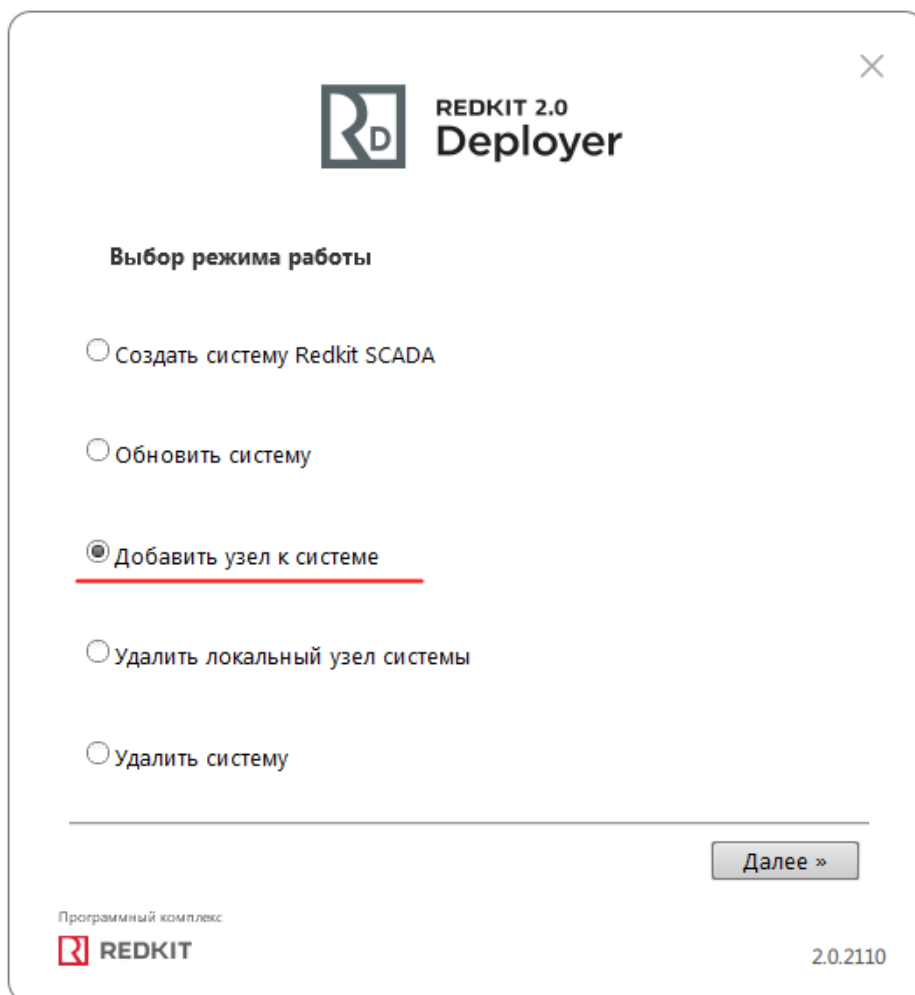 REDKIT 2.0
RD
Deployer
Выбор режима работы
Создать систему Redkit SCADA
Обновить систему
Добавить узел к системе
Удалить локальный узел системы
Удалить систему
Далее »
Программный комплекс
REDKIT
2.0.2110